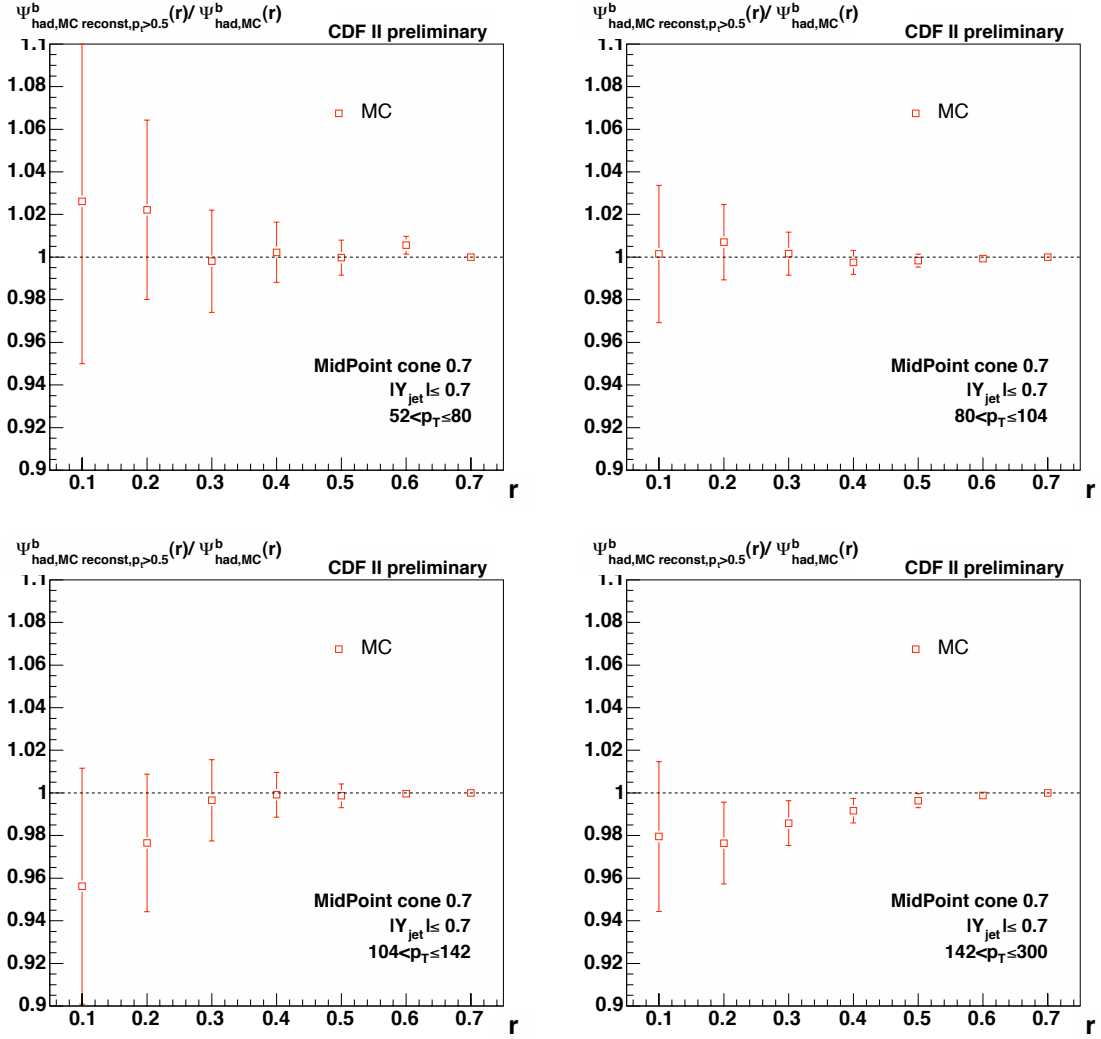 Ψᵇhad,MC reconst,pₜ>0.5(r)/ Ψᵇhad,MC(r)
CDF II preliminary
1.1
1.08
1.06
1.04
1.02
1
0.98
0.96
0.94
0.92
0.9
MC
MidPoint cone 0.7
|Y_jet|≤ 0.7
52<p_T≤80
0.1 0.2 0.3 0.4 0.5 0.6 0.7
r
Ψᵇhad,MC reconst,pₜ>0.5(r)/ Ψᵇhad,MC(r)
CDF II preliminary
1.1
1.08
1.06
1.04
1.02
1
0.98
0.96
0.94
0.92
0.9
MC
MidPoint cone 0.7
|Y_jet|≤ 0.7
80<p_T≤104
0.1 0.2 0.3 0.4 0.5 0.6 0.7
r
Ψᵇhad,MC reconst,pₜ>0.5(r)/ Ψᵇhad,MC(r)
CDF II preliminary
1.1
1.08
1.06
1.04
1.02
1
0.98
0.96
0.94
0.92
0.9
MC
MidPoint cone 0.7
|Y_jet|≤ 0.7
104<p_T≤142
0.1 0.2 0.3 0.4 0.5 0.6 0.7
r
Ψᵇhad,MC reconst,pₜ>0.5(r)/ Ψᵇhad,MC(r)
CDF II preliminary
1.1
1.08
1.06
1.04
1.02
1
0.98
0.96
0.94
0.92
0.9
MC
MidPoint cone 0.7
|Y_jet|≤ 0.7
142<p_T≤300
0.1 0.2 0.3 0.4 0.5 0.6 0.7
r